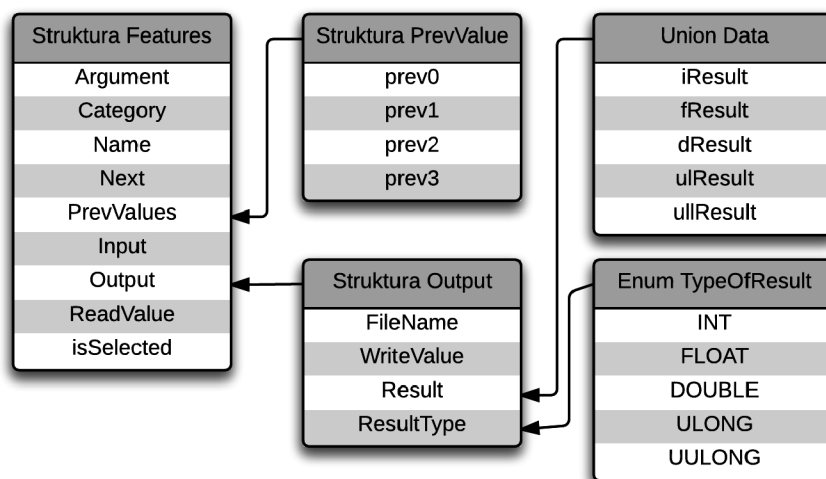 Struktura Features
Argument
Category
Name
Next
PrevValues
Input
Output
ReadValue
isSelected
Struktura PrevValue
prev0
prev1
prev2
prev3
Struktura Output
FileName
WriteValue
Result
ResultType
Union Data
iResult
fResult
dResult
ulResult
ullResult
Enum TypeOfResult
INT
FLOAT
DOUBLE
ULONG
UULONG